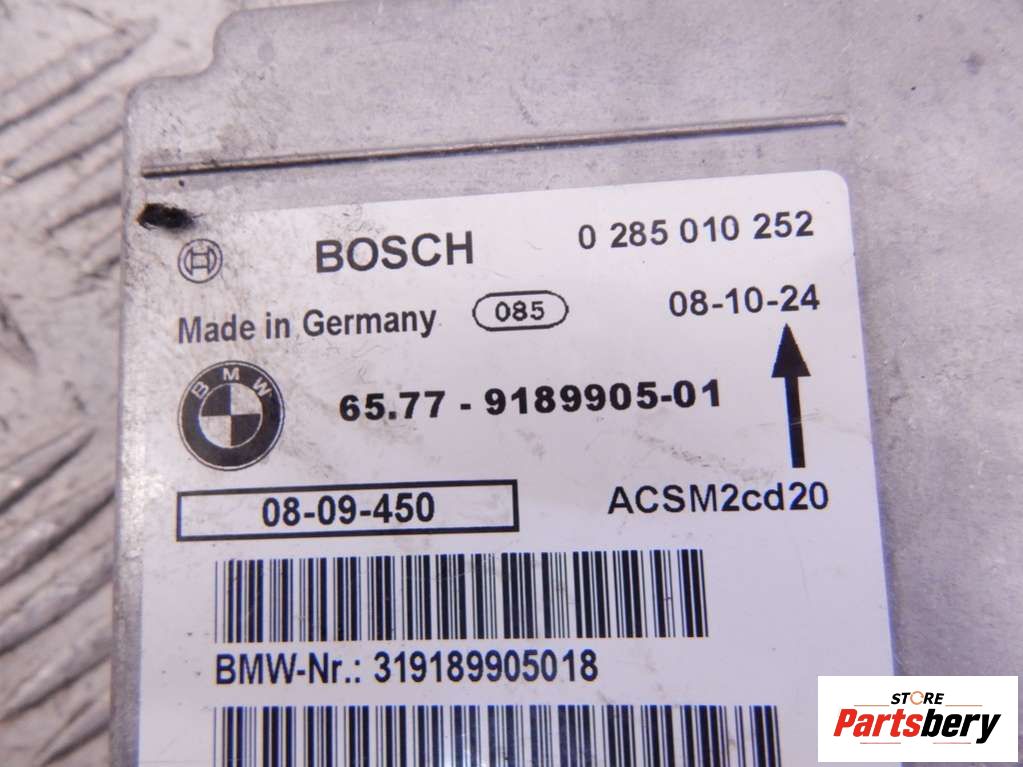 BOSCH 0 285 010 252
Made in Germany 085 08-10-24
BMW 65.77 - 9189905-01
08-09-450 ACSM2cd20
BMW-Nr.: 319189905018
STORE
Partsbery